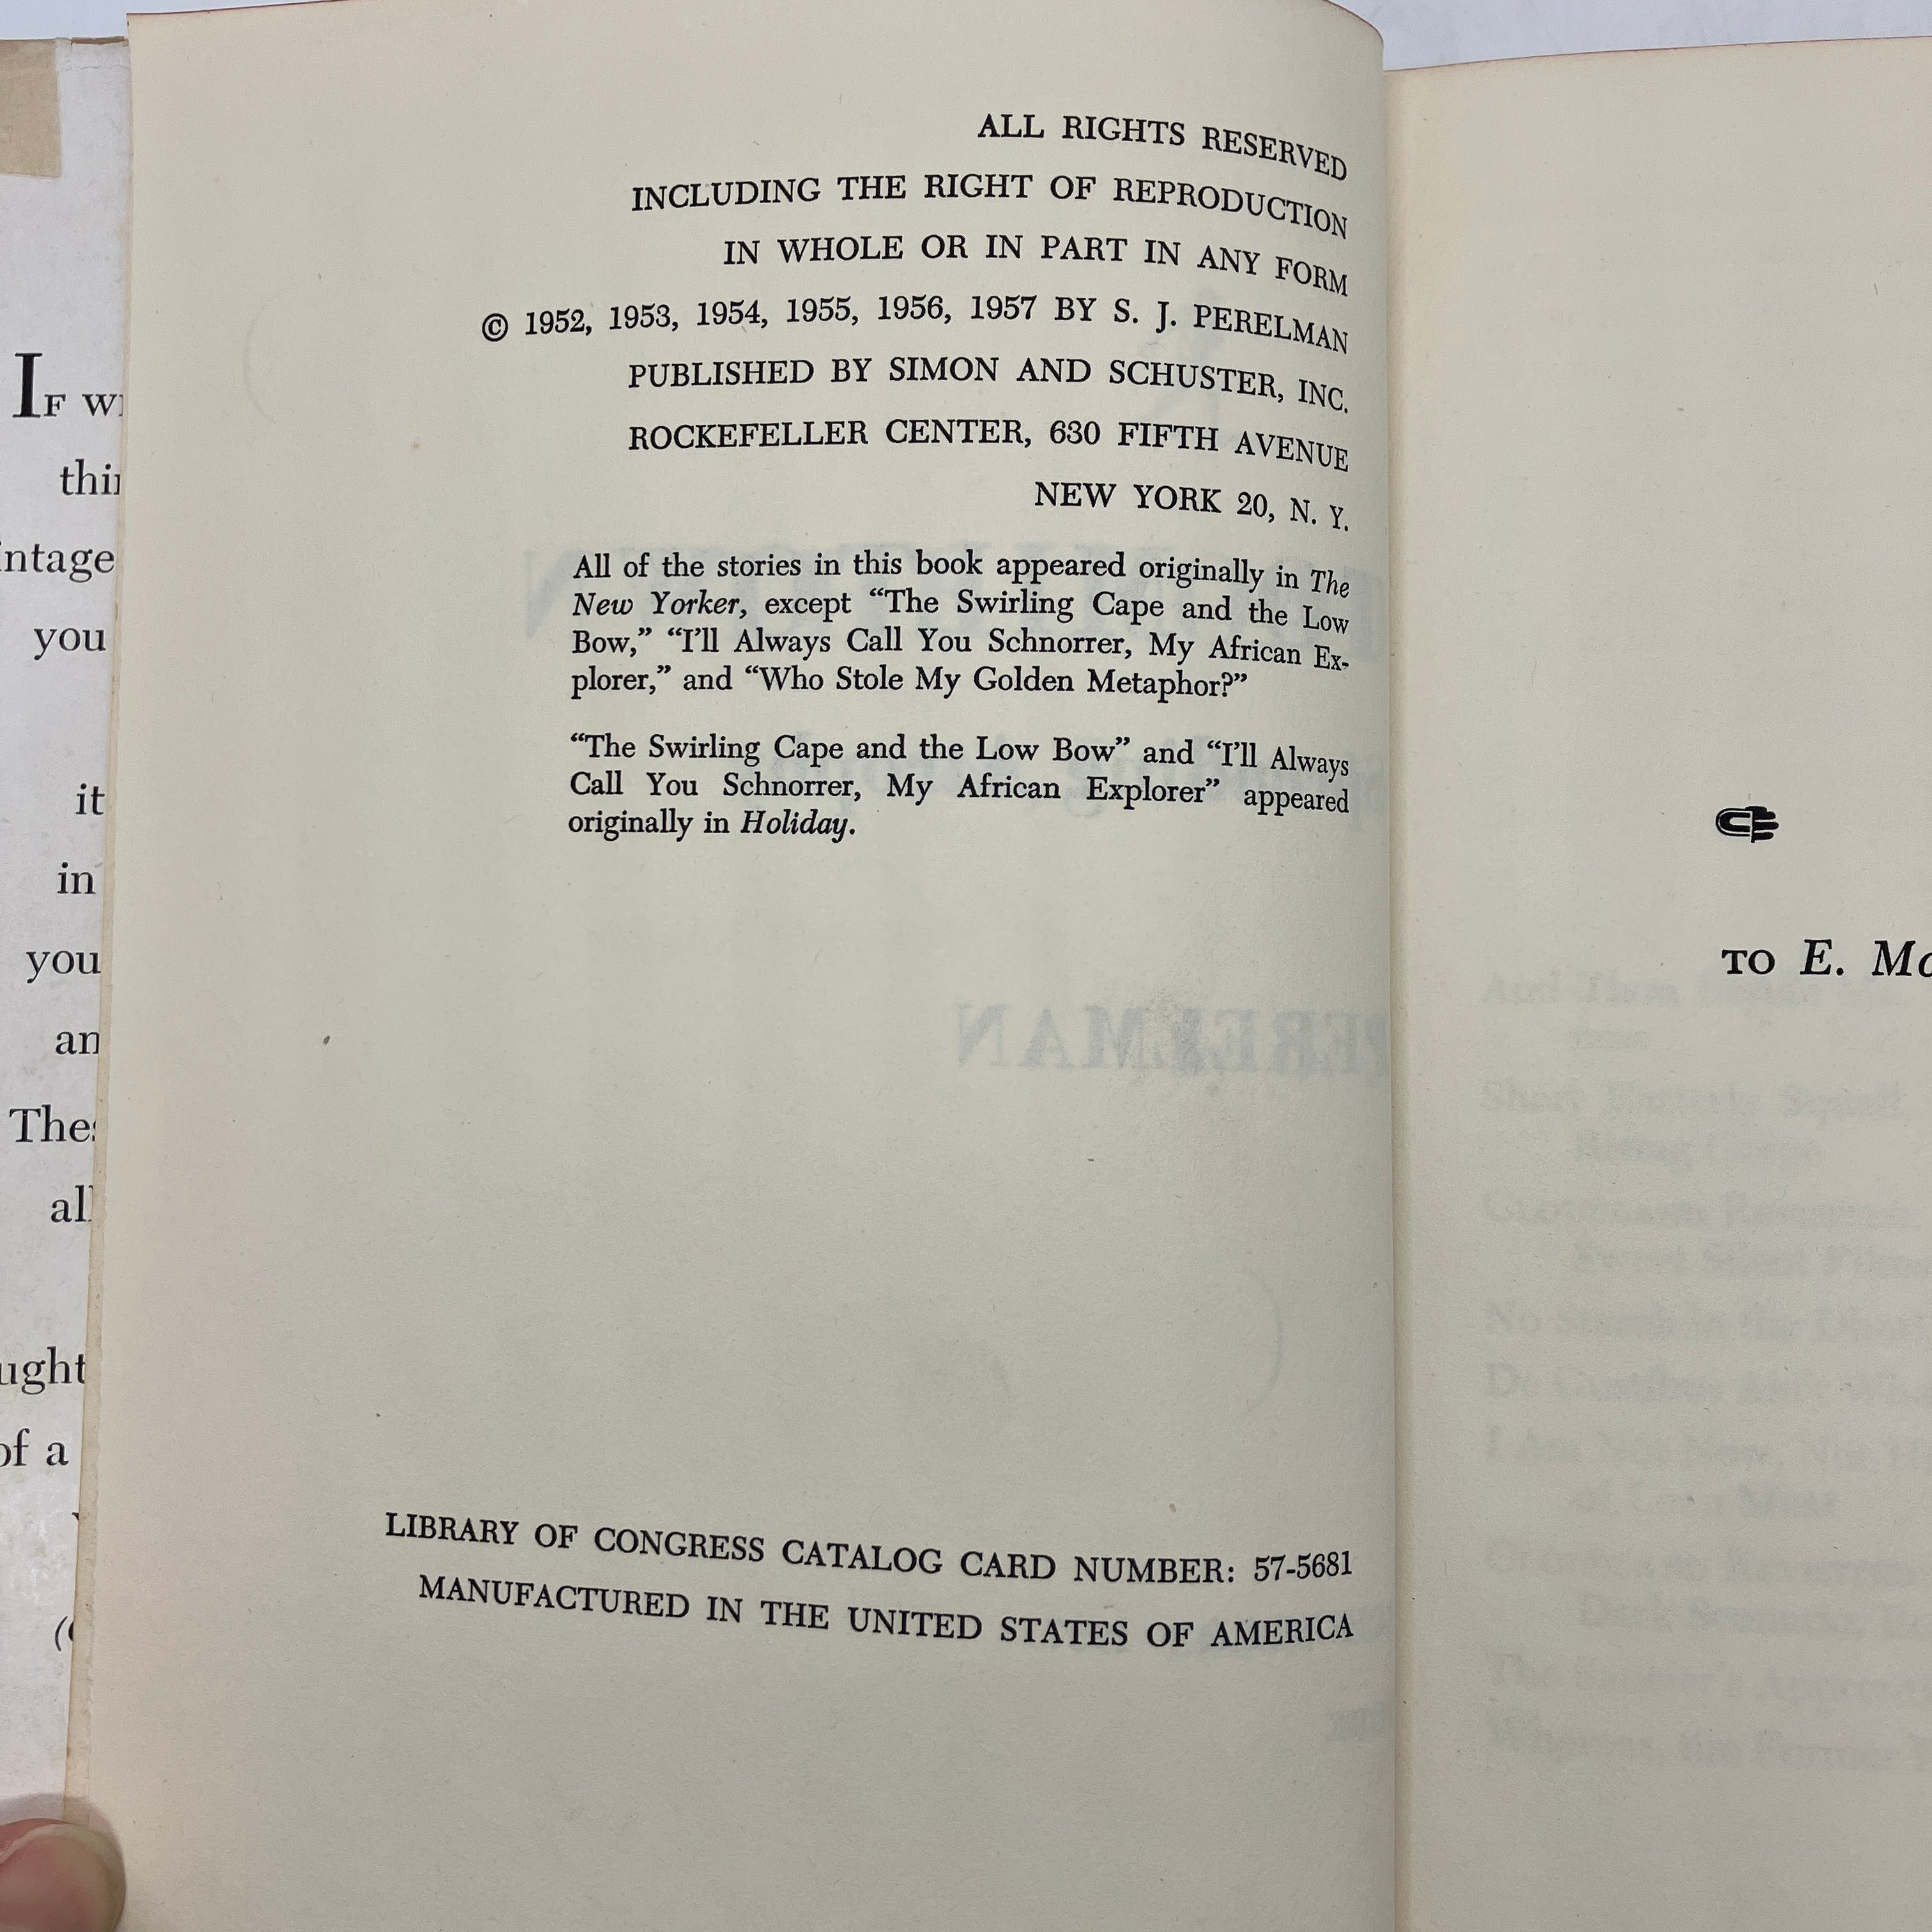 ALL RIGHTS RESERVED
INCLUDING THE RIGHT OF REPRODUCTION
IN WHOLE OR IN PART IN ANY FORM
© 1952, 1953, 1954, 1955, 1956, 1957 BY S. J. PERELMAN
PUBLISHED BY SIMON AND SCHUSTER, INC.
ROCKEFELLER CENTER, 630 FIFTH AVENUE
NEW YORK 20, N. Y.
All of the stories in this book appeared originally in The
New Yorker, except “The Swirling Cape and the Low
Bow,” “I’ll Always Call You Schnorrer, My African Ex-
plorer,” and “Who Stole My Golden Metaphor?”
“The Swirling Cape and the Low Bow” and “I’ll Always
Call You Schnorrer, My African Explorer” appeared
originally in Holiday.
LIBRARY OF CONGRESS CATALOG CARD NUMBER: 57-5681
MANUFACTURED IN THE UNITED STATES OF AMERICA
IF
you
it
in
you
of a
TO E.